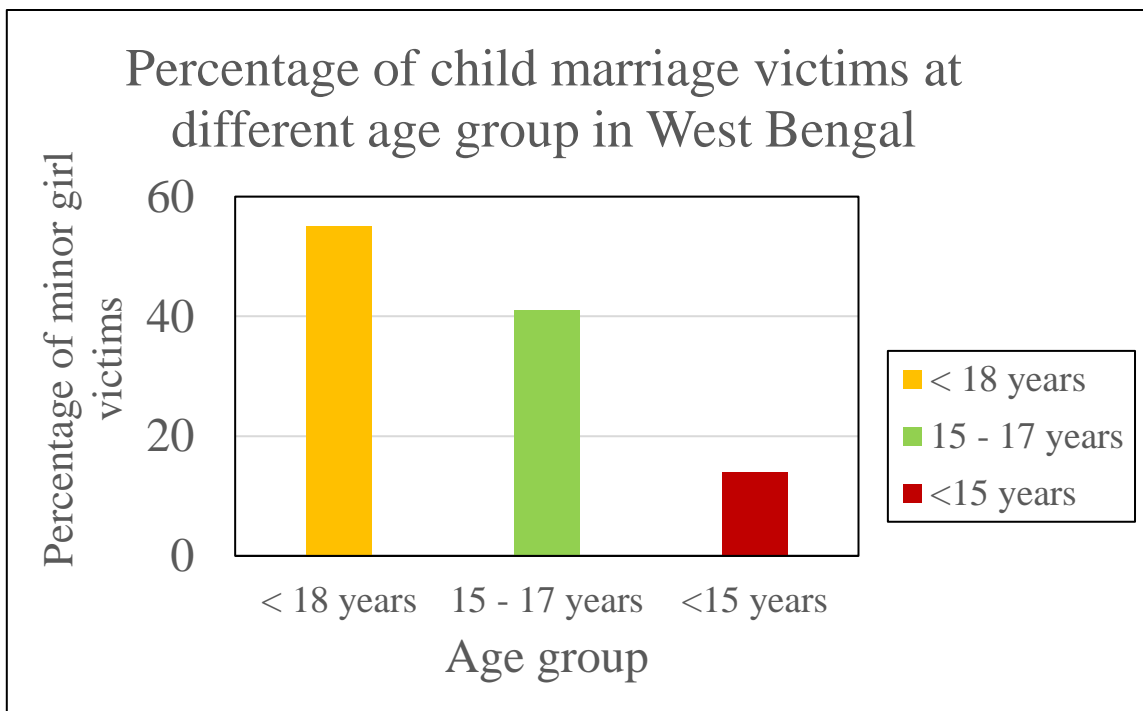 Percentage of child marriage victims at
different age group in West Bengal
Percentage of minor girl
victims
60
40
20
0
< 18 years
15 - 17 years
<15 years
Age group
< 18 years
15 - 17 years
<15 years